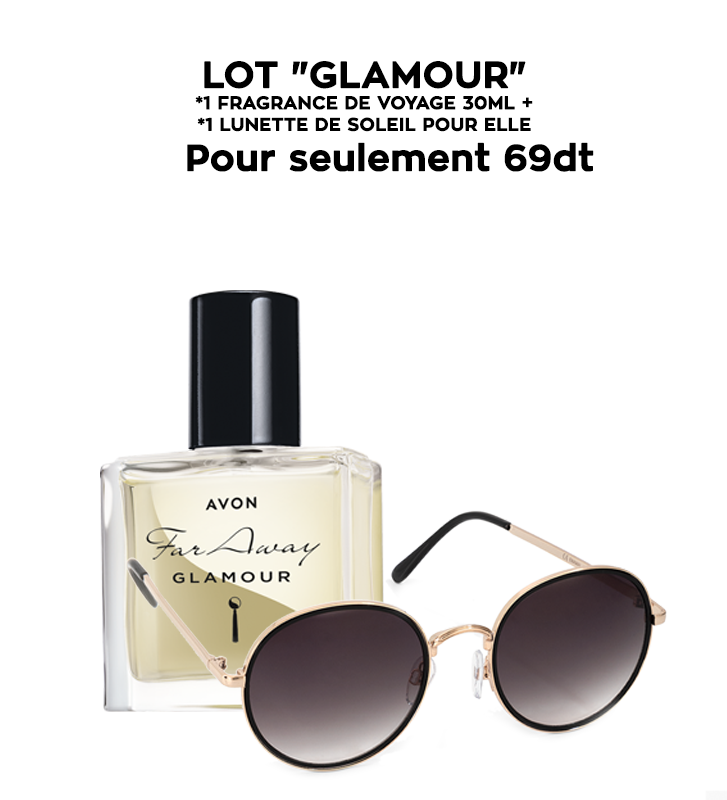 LOT "GLAMOUR"
*1 FRAGRANCE DE VOYAGE 30ML +
*1 LUNETTE DE SOLEIL POUR ELLE
Pour seulement 69dt
AVON
Far Away
GLAMOUR